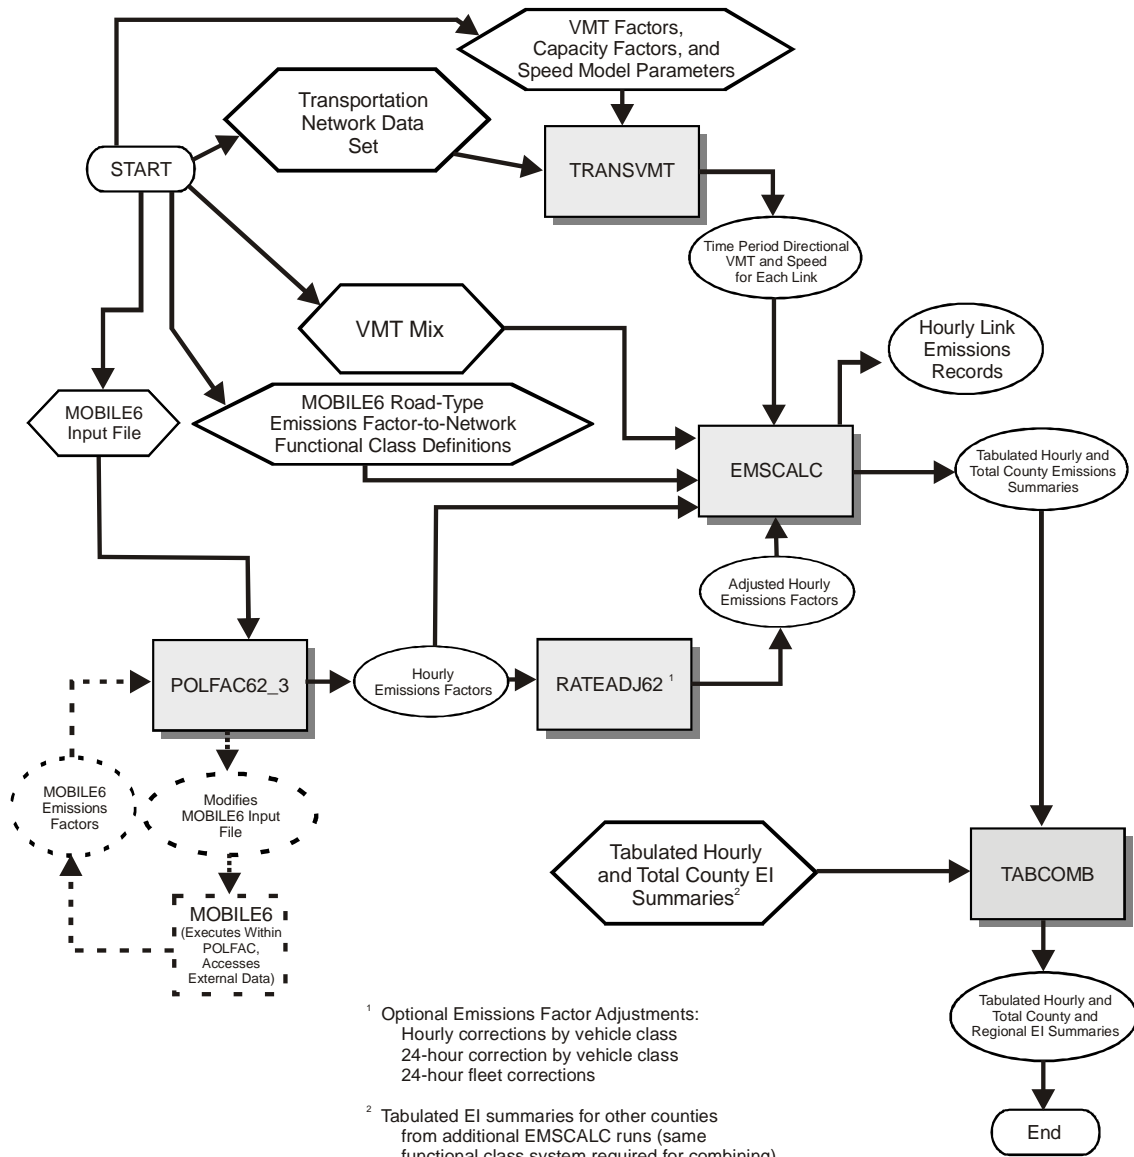 VMT Factors,
Capacity Factors, and
Speed Model Parameters
Transportation
Network Data
Set
START
TRANSVMT
Time Period Directional
VMT and Speed
for Each Link
VMT Mix
Hourly Link
Emissions
Records
MOBILE6
Input File
MOBILE6 Road-Type
Emissions Factor-to-Network
Functional Class Definitions
EMSCALC
Tabulated Hourly and
Total County Emissions
Summaries
Adjusted Hourly
Emissions Factors
POLFAC62_3
Hourly
Emissions Factors
RATEADJ62 1
MOBILE6
Emissions
Factors
Modifies
MOBILE6 Input
File
MOBILE6
(Executes Within
POLFAC,
Accesses
External Data)
Tabulated Hourly
and Total County EI
Summaries2
TABCOMB
Tabulated Hourly and
Total County and
Regional EI Summaries
End
1 Optional Emissions Factor Adjustments:
Hourly corrections by vehicle class
24-hour correction by vehicle class
24-hour fleet corrections
2 Tabulated EI summaries for other counties
from additional EMSCALC runs (same
functional class system required for combining)